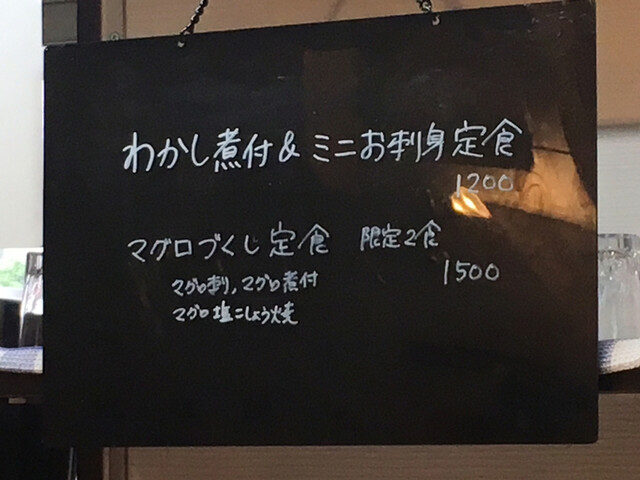 わかし煮付&ミニお刺身定食
1200
マグロづくし定食 限定2食
1500
マグロ刺,マグロ煮付
マグロ塩こしょう焼